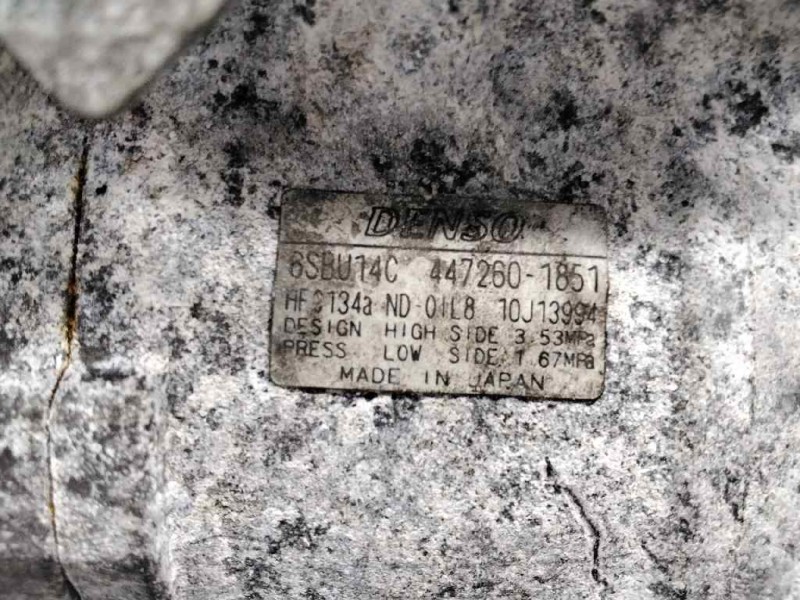 DENSO
6SBU14C 447260-1851
HFC134a ND-OIL8 10J13994
DESIGN HIGH SIDE 3.53MPa
PRESS LOW SIDE 1.67MPa
MADE IN JAPAN